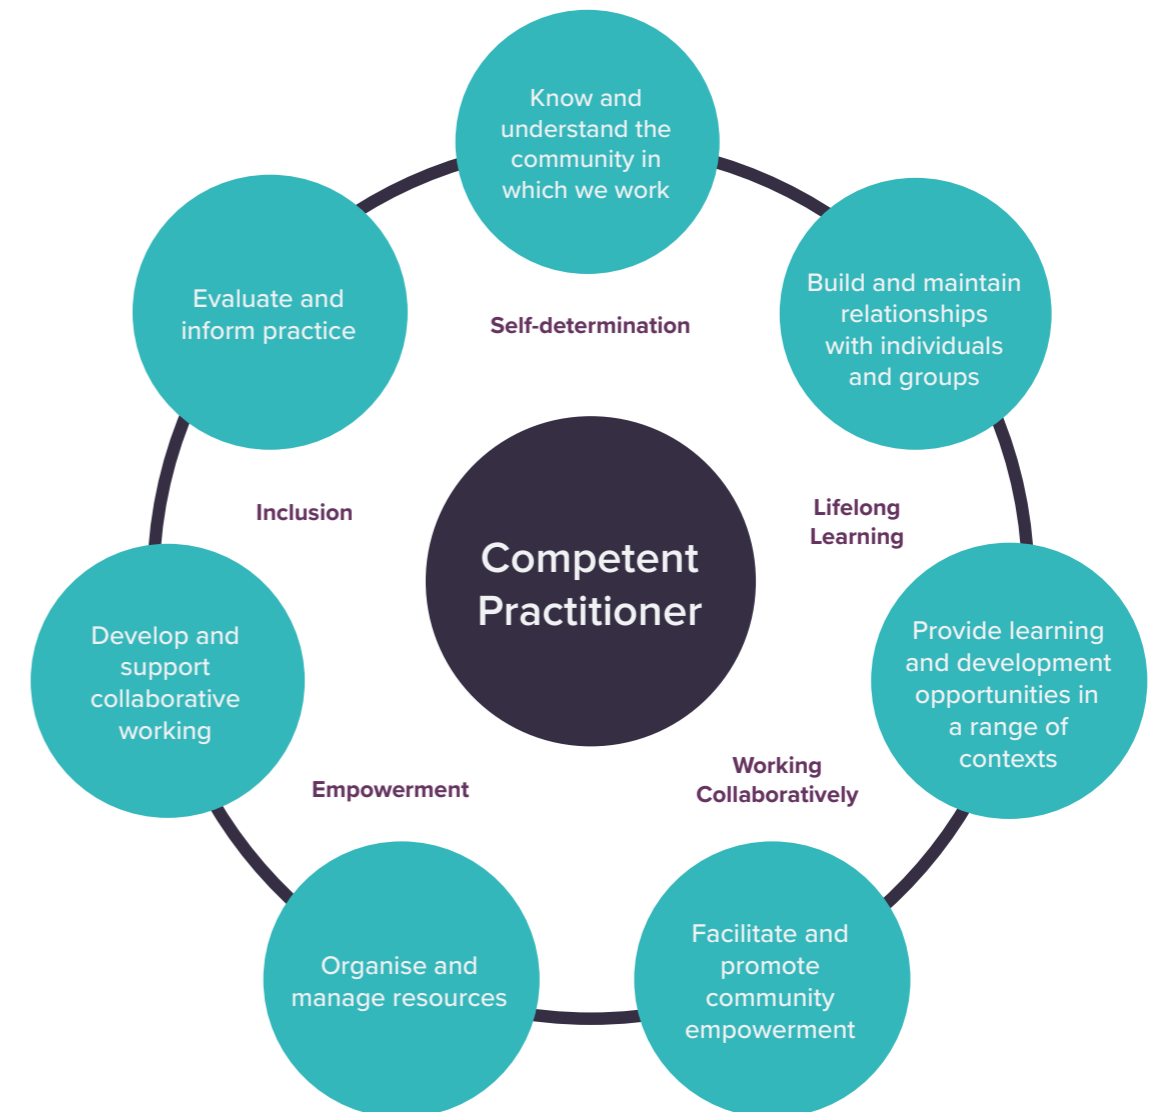 Know and
understand the
community in
which we work
Build and maintain
relationships
with individuals
and groups
Evaluate and
inform practice
Self-determination
Inclusion
Lifelong
Learning
Competent
Practitioner
Develop and
support
collaborative
working
Provide learning
and development
opportunities in
a range of
contexts
Empowerment
Working
Collaboratively
Organise and
manage resources
Facilitate and
promote
community
empowerment